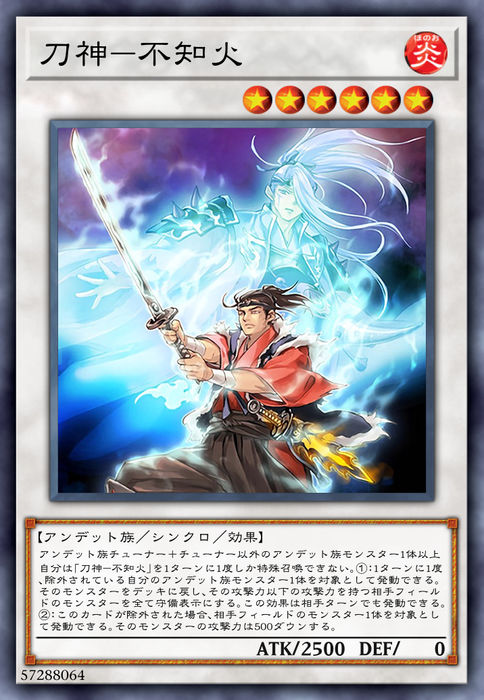 刀神－不知火
ほのお
炎
【アンデット族／シンクロ／効果】
アンデット族チューナー＋チューナー以外のアンデット族モンスター1体以上
自分は「刀神－不知火」を1ターンに1度しか特殊召喚できない。①：1ターンに1度
、除外されている自分のアンデット族モンスター1体を対象として発動できる。
そのモンスターをデッキに戻し、その攻撃力以下の攻撃力を持つ相手フィール
ドのモンスターを全て守備表示にする。この効果は相手ターンでも発動できる。
②：このカードが除外された場合、相手フィールドのモンスター1体を対象とし
て発動できる。そのモンスターの攻撃力は500ダウンする。
ATK/2500 DEF/ 0
57288064